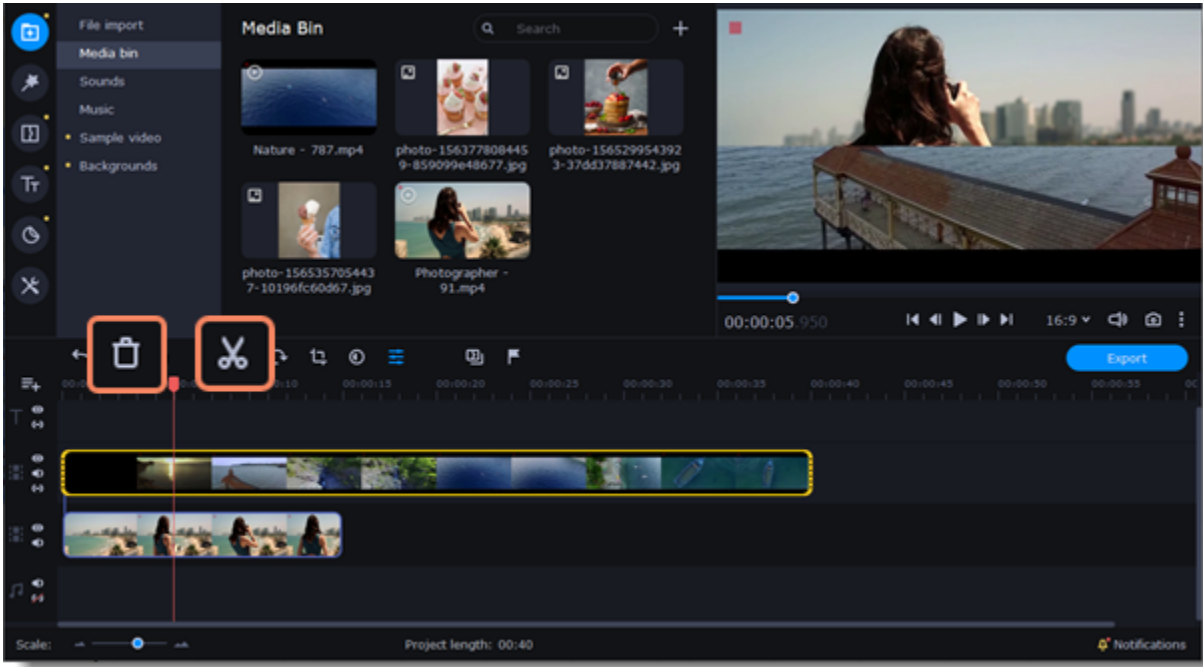 File import
Media bin
Sounds
Music
Sample video
Backgrounds
Media Bin
Search
Nature - 787.mp4
photo-156377808445
9-859099e48677.jpg
photo-156529954392
3-37dd37887442.jpg
photo-156535705443
7-10196fc60d67.jpg
Photographer -
91.mp4
00:00:05.950
16:9
Export
00:00:15
00:00:20
00:00:25
00:00:30
00:00:35
00:00:40
00:00:45
00:00:50
00:00:55
Scale:
Project length: 00:40
Notifications